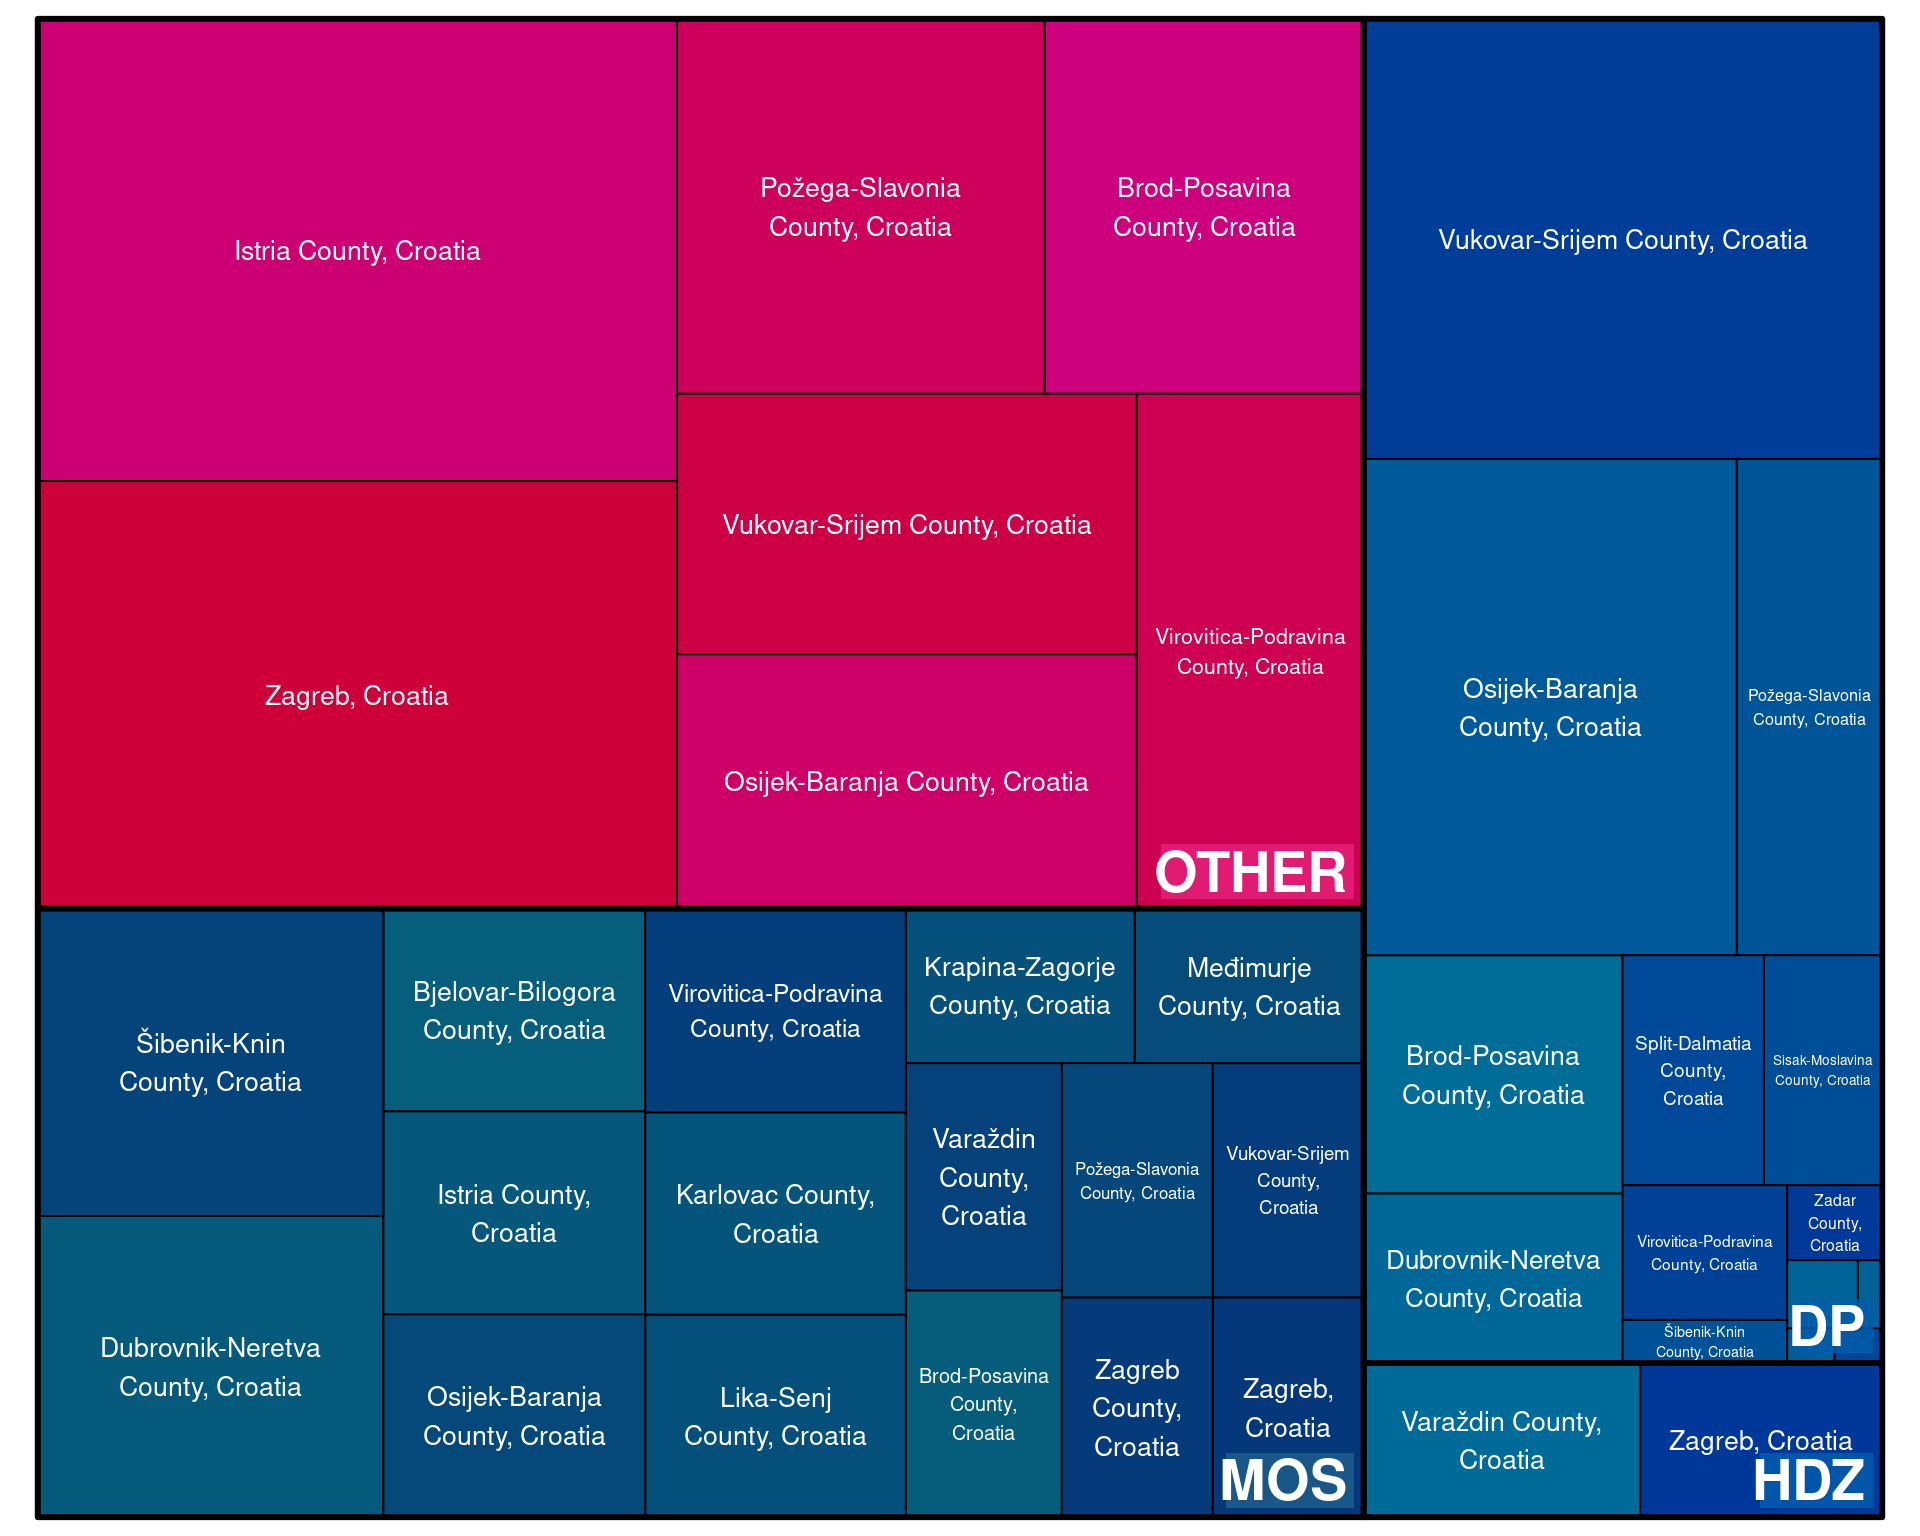 Istria County, Croatia
Požega-Slavonia
County, Croatia
Brod-Posavina
County, Croatia
Zagreb, Croatia
Vukovar-Srijem County, Croatia
Osijek-Baranja County, Croatia
Virovitica-Podravina
County, Croatia
OTHER
Vukovar-Srijem County, Croatia
Osijek-Baranja
County, Croatia
Požega-Slavonia
County, Croatia
Brod-Posavina
County, Croatia
Split-Dalmatia
County,
Croatia
Sisak-Moslavina
County, Croatia
Dubrovnik-Neretva
County, Croatia
Virovitica-Podravina
County, Croatia
Zadar
County,
Croatia
Šibenik-Knin
County, Croatia
DP
Šibenik-Knin
County, Croatia
Dubrovnik-Neretva
County, Croatia
Bjelovar-Bilogora
County, Croatia
Istria County,
Croatia
Osijek-Baranja
County, Croatia
Virovitica-Podravina
County, Croatia
Karlovac County,
Croatia
Lika-Senj
County, Croatia
Krapina-Zagorje
County, Croatia
Međimurje
County, Croatia
Varaždin
County,
Croatia
Požega-Slavonia
County, Croatia
Vukovar-Srijem
County,
Croatia
Brod-Posavina
County,
Croatia
Zagreb
County,
Croatia
Zagreb,
Croatia
MOS
Varaždin County,
Croatia
Zagreb, Croatia
HDZ